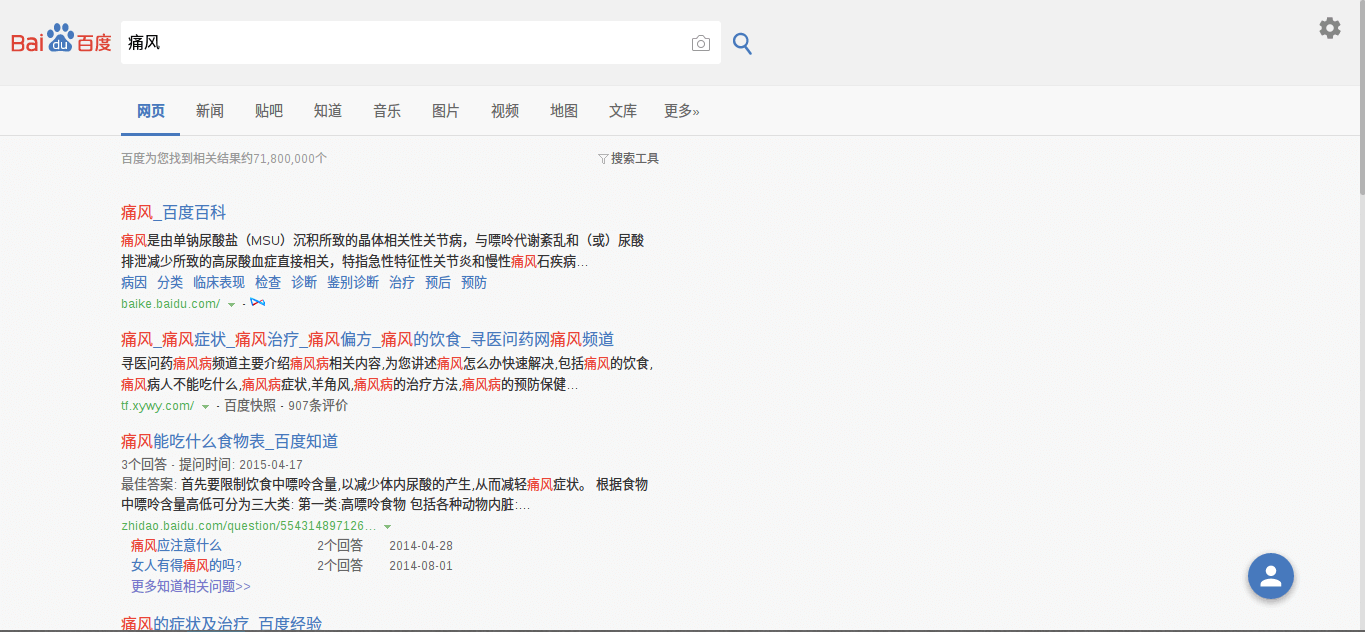 Bai du 百度
痛风
网页 新闻 贴吧 知道 音乐 图片 视频 地图 文库 更多»
百度为您找到相关结果约71,800,000个 搜索工具
痛风_百度百科
痛风是由单钠尿酸盐（MSU）沉积所致的晶体相关性关节病，与嘌呤代谢紊乱和（或）尿酸
排泄减少所致的高尿酸血症直接相关，特指急性特征性关节炎和慢性痛风石疾病...
病因 分类 临床表现 检查 诊断 鉴别诊断 治疗 预后 预防
baike.baidu.com/ -
痛风_痛风症状_痛风治疗_痛风偏方_痛风的饮食_寻医问药网痛风频道
寻医问药痛风病频道主要介绍痛风病相关内容,为您讲述痛风怎么办快速解决,包括痛风的饮食,
痛风病人不能吃什么,痛风病症状,羊角风,痛风病的治疗方法,痛风病的预防保健...
tf.xywy.com/ - 百度快照 - 907条评价
痛风能吃什么食物表_百度知道
3个回答 - 提问时间: 2015-04-17
最佳答案: 首先要限制饮食中嘌呤含量,以减少体内尿酸的产生,从而减轻痛风症状。 根据食物
中嘌呤含量高低可分为三大类: 第一类:高嘌呤食物 包括各种动物内脏:...
zhidao.baidu.com/question/554314897126...
痛风应注意什么 2个回答 2014-04-28
女人有得痛风的吗? 2个回答 2014-08-01
更多知道相关问题>>
痛风的症状及治疗_百度经验